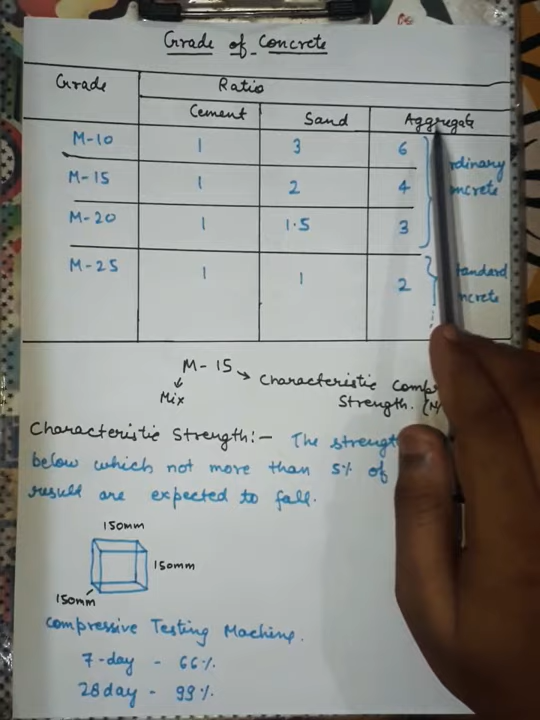 Grade of Concrete
Grade Ratio
Cement Sand Aggregate
M-10 1 3 6
M-15 1 2 4
M-20 1 1.5 3
M-25 1 1 2
M-15
Mix
Characteristic
Strength.
Characteristic Strength:- The strength
below which not more than 5% of
result are expected to fall.
150mm
150mm
150mm
Compressive Testing Machine.
7-day - 66%
28day - 99%